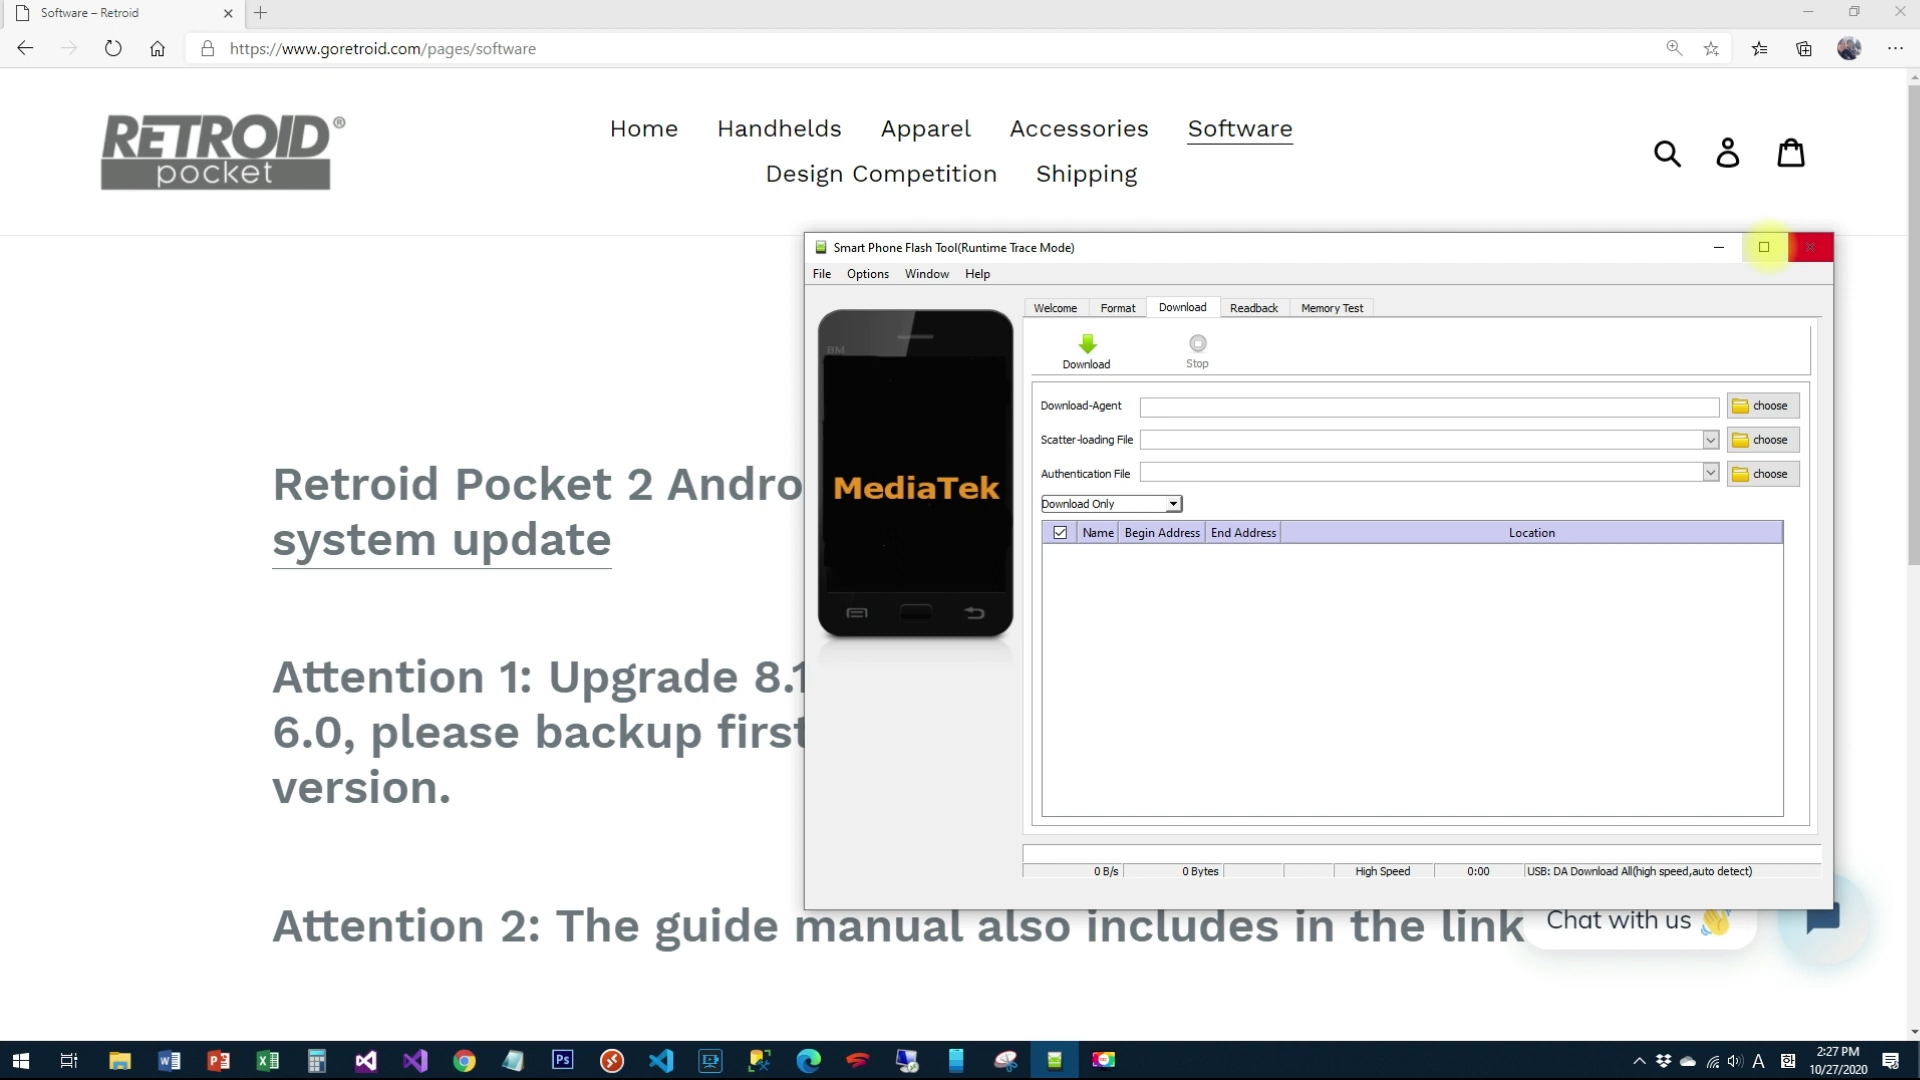 Software – Retroid
https://www.goretroid.com/pages/software
RETROID®
pocket
Home Handhelds Apparel Accessories Software
Design Competition Shipping
Retroid Pocket 2 Andro
system update
Attention 1: Upgrade 8.1
6.0, please backup first
version.
Attention 2: The guide manual also includes in the link
Chat with us 👋
Smart Phone Flash Tool(Runtime Trace Mode)
File Options Window Help
BM
MediaTek
Welcome Format Download Readback Memory Test
Download Stop
Download-Agent choose
Scatter-loading File choose
Authentication File choose
Download Only
Name Begin Address End Address Location
0 B/s 0 Bytes High Speed 0:00 USB: DA Download All(high speed,auto detect)
Ps
A
2:27 PM
10/27/2020